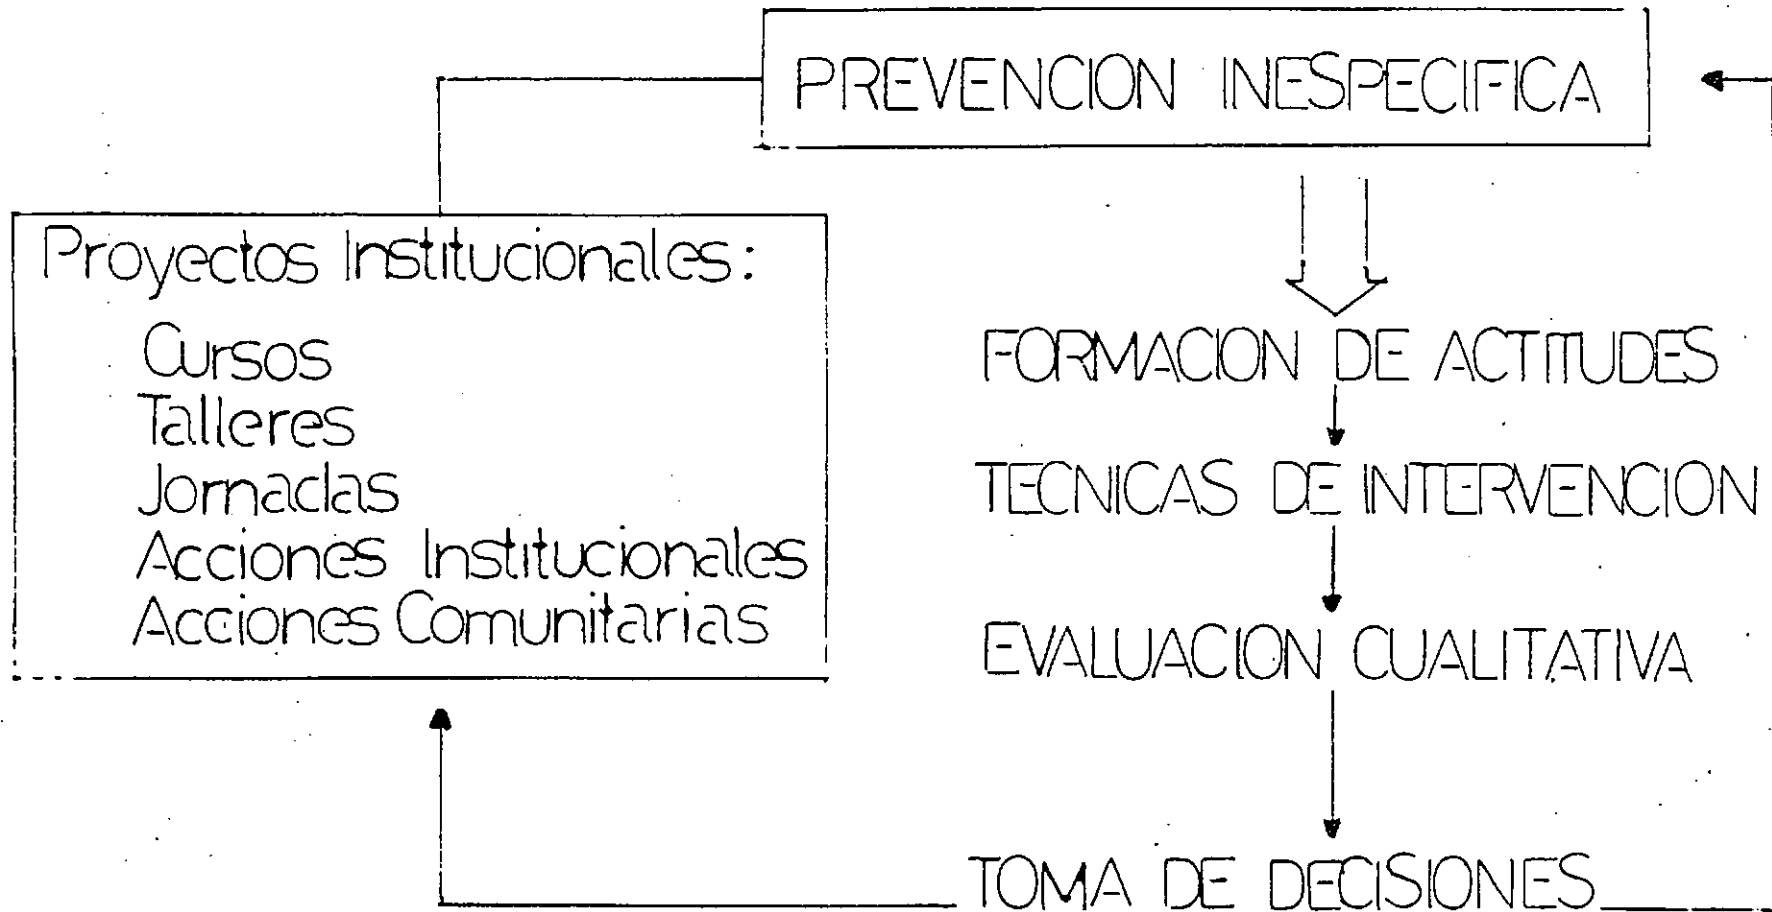 PREVENCION INESPECIFICA
Proyectos Institucionales:
Cursos
Talleres
Jornadas
Acciones Institucionales
Acciones Comunitarias
FORMACION DE ACTITUDES
TECNICAS DE INTERVENCION
EVALUACION CUALITATIVA
TOMA DE DECISIONES